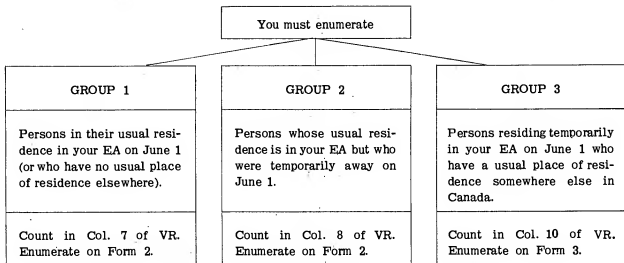 You must enumerate
GROUP 1
Persons in their usual resi-
dence in your EA on June 1
(or who have no usual place
of residence elsewhere).
Count in Col. 7 of VR.
Enumerate on Form 2.
GROUP 2
Persons whose usual resi-
dence is in your EA but who
were temporarily away on
June 1.
Count in Col. 8 of VR.
Enumerate on Form 2.
GROUP 3
Persons residing temporarily
in your EA on June 1 who
have a usual place of resi-
dence somewhere else in
Canada.
Count in Col. 10 of VR.
Enumerate on Form 3.